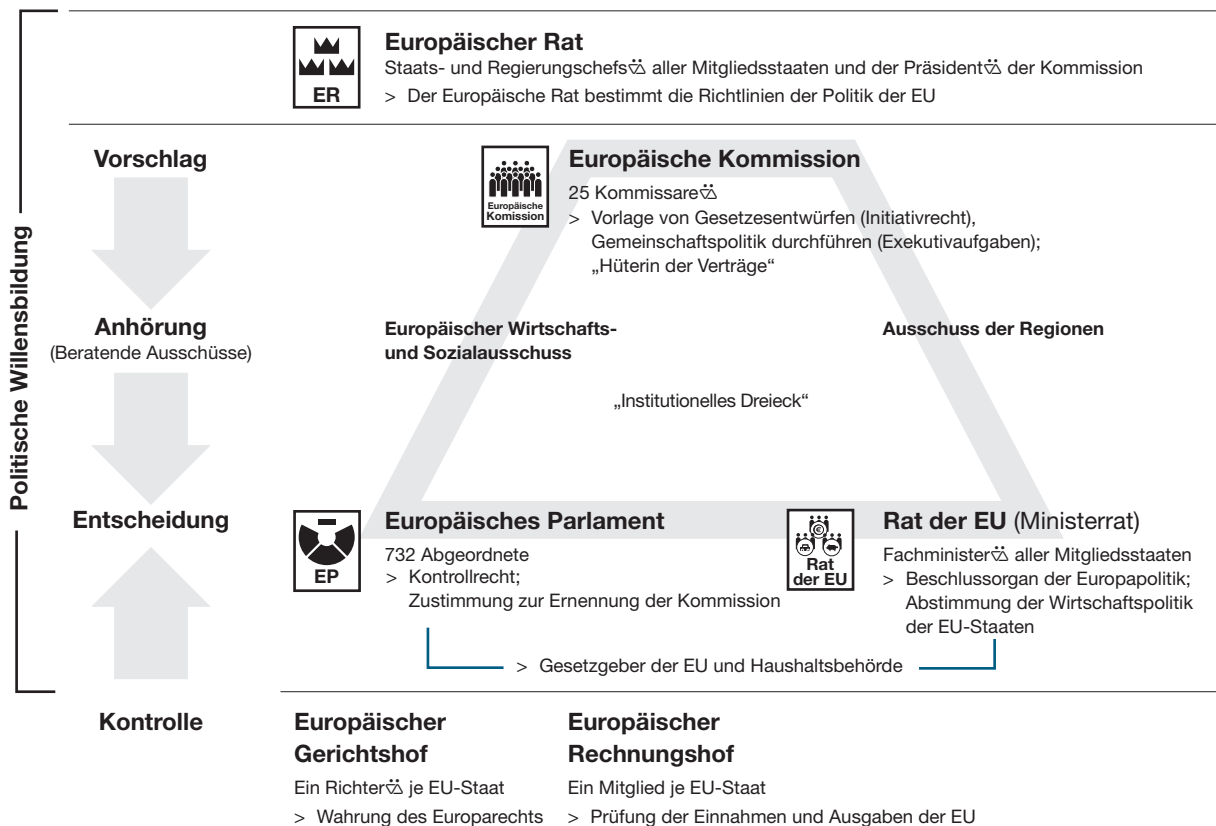 Politische Willensbildung
ER
Europäischer Rat
Staats- und Regierungschefs aller Mitgliedsstaaten und der Präsident der Kommission
> Der Europäische Rat bestimmt die Richtlinien der Politik der EU
Vorschlag
Europäische
Komission
Europäische Kommission
25 Kommissare
> Vorlage von Gesetzesentwürfen (Initiativrecht),
Gemeinschaftspolitik durchführen (Exekutivaufgaben);
„Hüterin der Verträge“
Anhörung
(Beratende Ausschüsse)
Europäischer Wirtschafts-
und Sozialausschuss
Ausschuss der Regionen
„Institutionelles Dreieck“
Entscheidung
EP
Europäisches Parlament
732 Abgeordnete
> Kontrollrecht;
Zustimmung zur Ernennung der Kommission
Rat
der EU
Rat der EU (Ministerrat)
Fachminister aller Mitgliedsstaaten
> Beschlussorgan der Europapolitik;
Abstimmung der Wirtschaftspolitik
der EU-Staaten
> Gesetzgeber der EU und Haushaltsbehörde
Kontrolle
Europäischer
Gerichtshof
Ein Richter je EU-Staat
> Wahrung des Europarechts
Europäischer
Rechnungshof
Ein Mitglied je EU-Staat
> Prüfung der Einnahmen und Ausgaben der EU